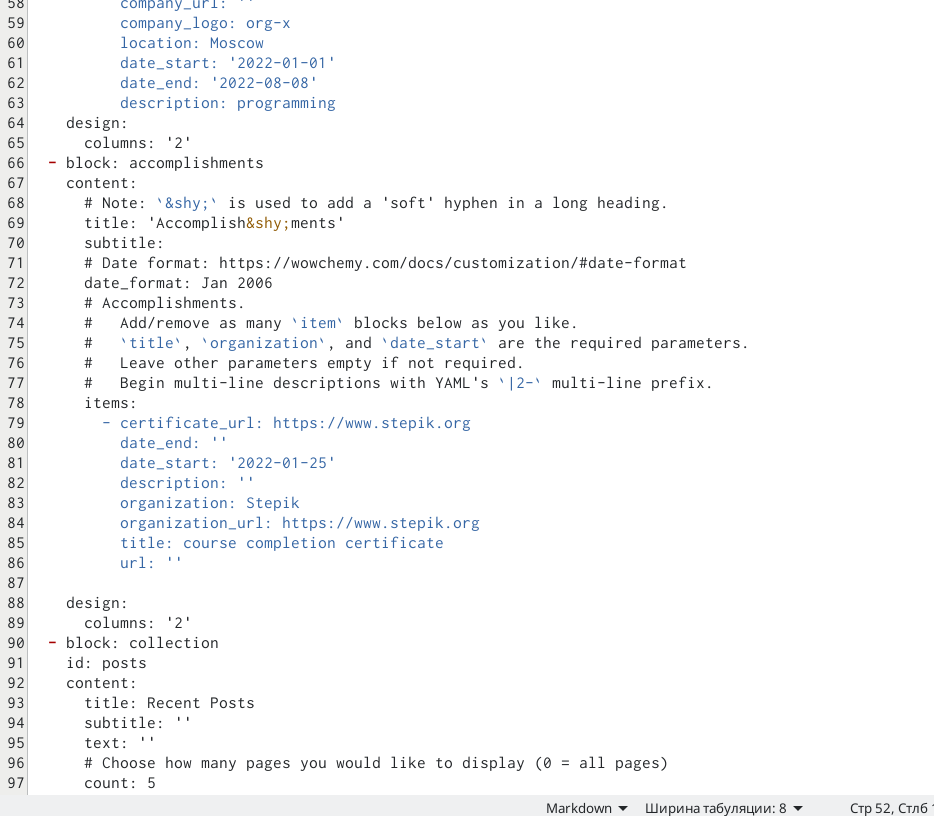 58 company_url: ''
59 company_logo: org-x
60 location: Moscow
61 date_start: '2022-01-01'
62 date_end: '2022-08-08'
63 description: programming
64 design:
65 columns: '2'
66 - block: accomplishments
67 content:
68 # Note: `&shy;` is used to add a 'soft' hyphen in a long heading.
69 title: 'Accomplish&shy;ments'
70 subtitle:
71 # Date format: https://wowchemy.com/docs/customization/#date-format
72 date_format: Jan 2006
73 # Accomplishments.
74 # Add/remove as many `item` blocks below as you like.
75 # `title`, `organization`, and `date_start` are the required parameters.
76 # Leave other parameters empty if not required.
77 # Begin multi-line descriptions with YAML's `|2-` multi-line prefix.
78 items:
79 - certificate_url: https://www.stepik.org
80 date_end: ''
81 date_start: '2022-01-25'
82 description: ''
83 organization: Stepik
84 organization_url: https://www.stepik.org
85 title: course completion certificate
86 url: ''
87
88 design:
89 columns: '2'
90 - block: collection
91 id: posts
92 content:
93 title: Recent Posts
94 subtitle: ''
95 text: ''
96 # Choose how many pages you would like to display (0 = all pages)
97 count: 5
Markdown Ширина табуляции: 8 Стр 52, Стлб